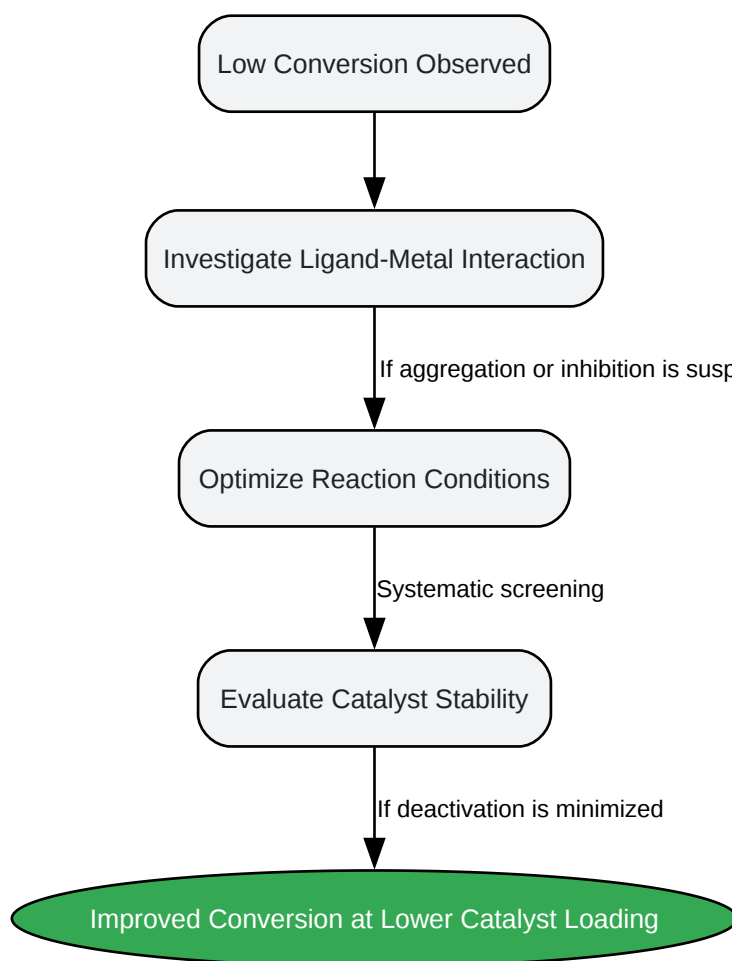 Low Conversion Observed
Investigate Ligand-Metal Interaction
If aggregation or inhibition is susp
Optimize Reaction Conditions
Systematic screening
Evaluate Catalyst Stability
If deactivation is minimized
Improved Conversion at Lower Catalyst Loading